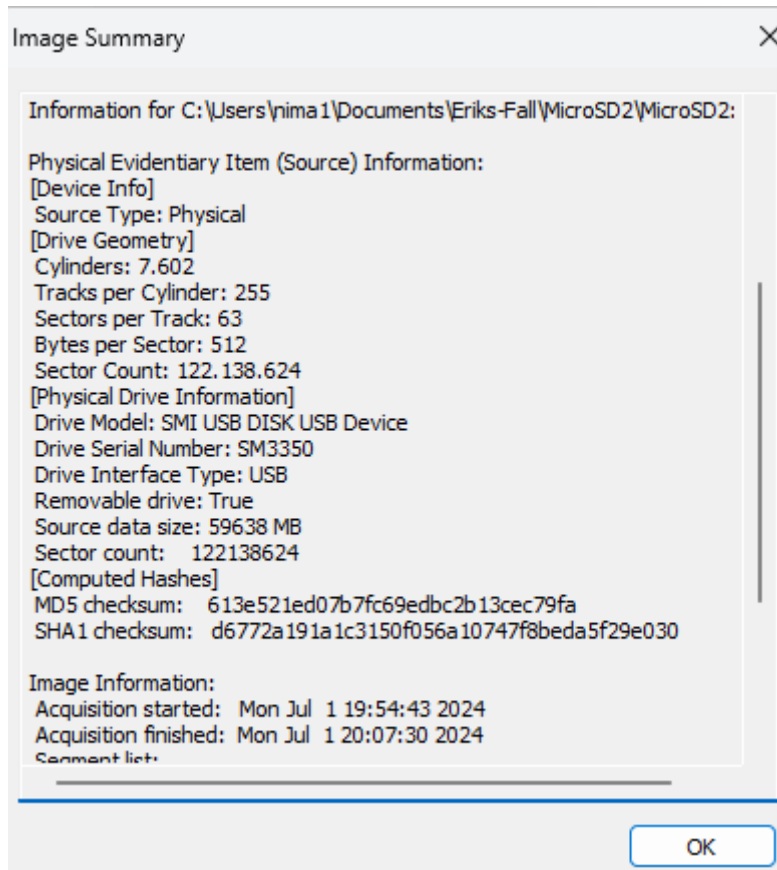 Image Summary
Information for C:\Users\nima1\Documents\Eriks-Fall\MicroSD2\MicroSD2:
Physical Evidentiary Item (Source) Information:
[Device Info]
Source Type: Physical
[Drive Geometry]
Cylinders: 7.602
Tracks per Cylinder: 255
Sectors per Track: 63
Bytes per Sector: 512
Sector Count: 122.138.624
[Physical Drive Information]
Drive Model: SMI USB DISK USB Device
Drive Serial Number: SM3350
Drive Interface Type: USB
Removable drive: True
Source data size: 59638 MB
Sector count: 122138624
[Computed Hashes]
MD5 checksum: 613e521ed07b7fc69edbc2b13cec79fa
SHA1 checksum: d6772a191a1c3150f056a10747f8beda5f29e030
Image Information:
Acquisition started: Mon Jul 1 19:54:43 2024
Acquisition finished: Mon Jul 1 20:07:30 2024
Segment list:
OK